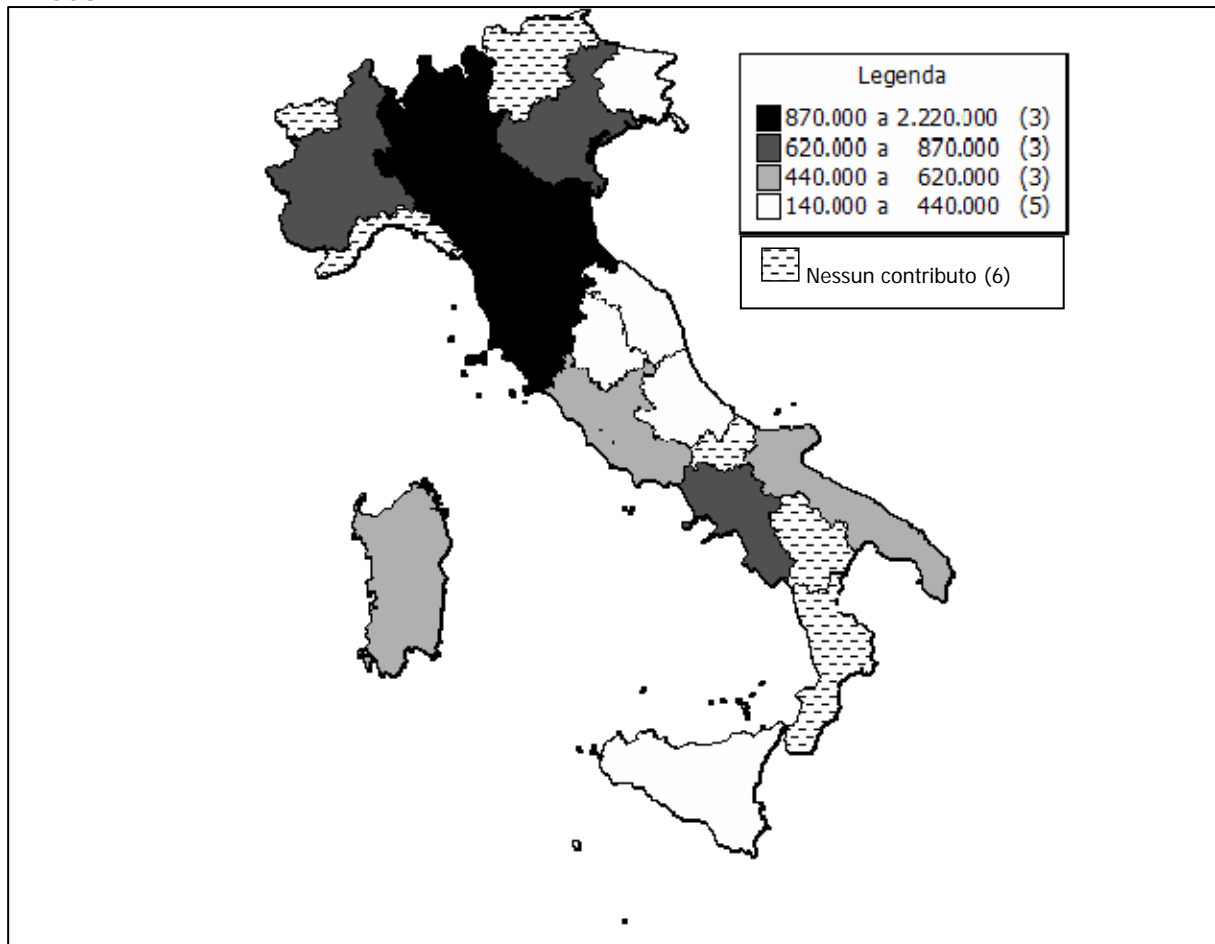 Legenda
870.000 a 2.220.000 (3)
620.000 a 870.000 (3)
440.000 a 620.000 (3)
140.000 a 440.000 (5)
Nessun contributo (6)